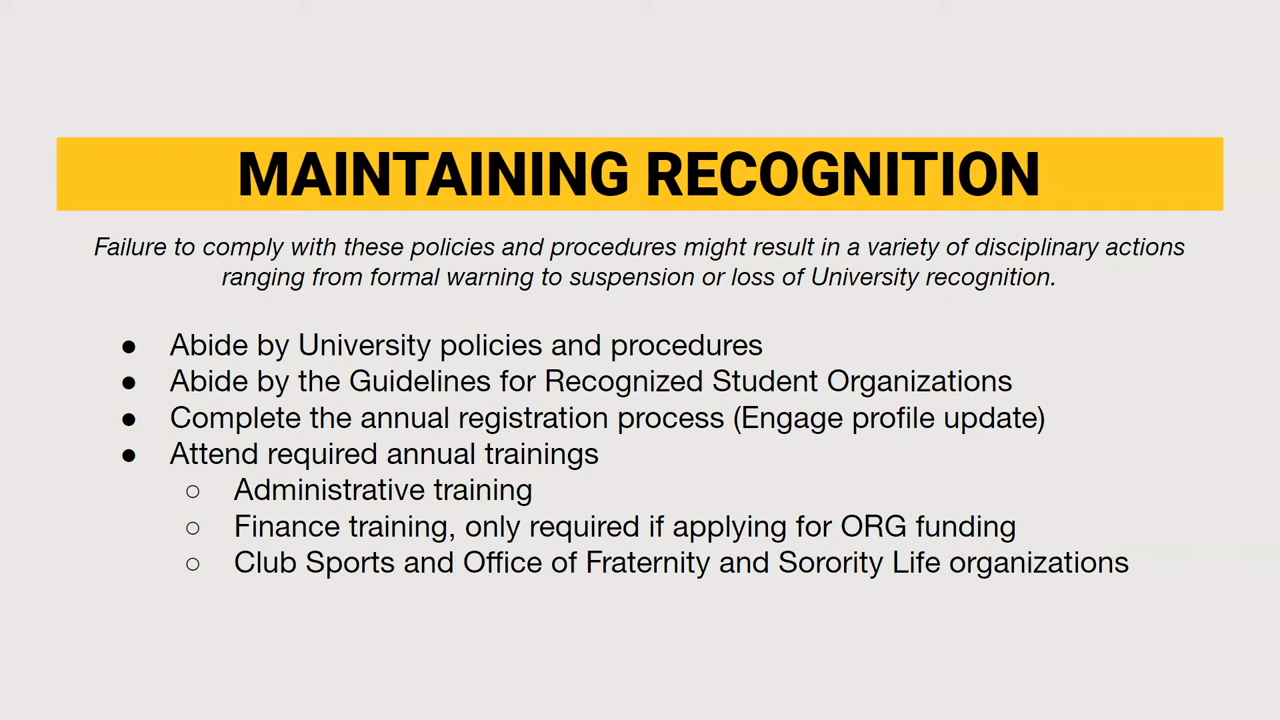 MAINTAINING RECOGNITION
Failure to comply with these policies and procedures might result in a variety of disciplinary actions
ranging from formal warning to suspension or loss of University recognition.
● Abide by University policies and procedures
● Abide by the Guidelines for Recognized Student Organizations
● Complete the annual registration process (Engage profile update)
● Attend required annual trainings
○ Administrative training
○ Finance training, only required if applying for ORG funding
○ Club Sports and Office of Fraternity and Sorority Life organizations